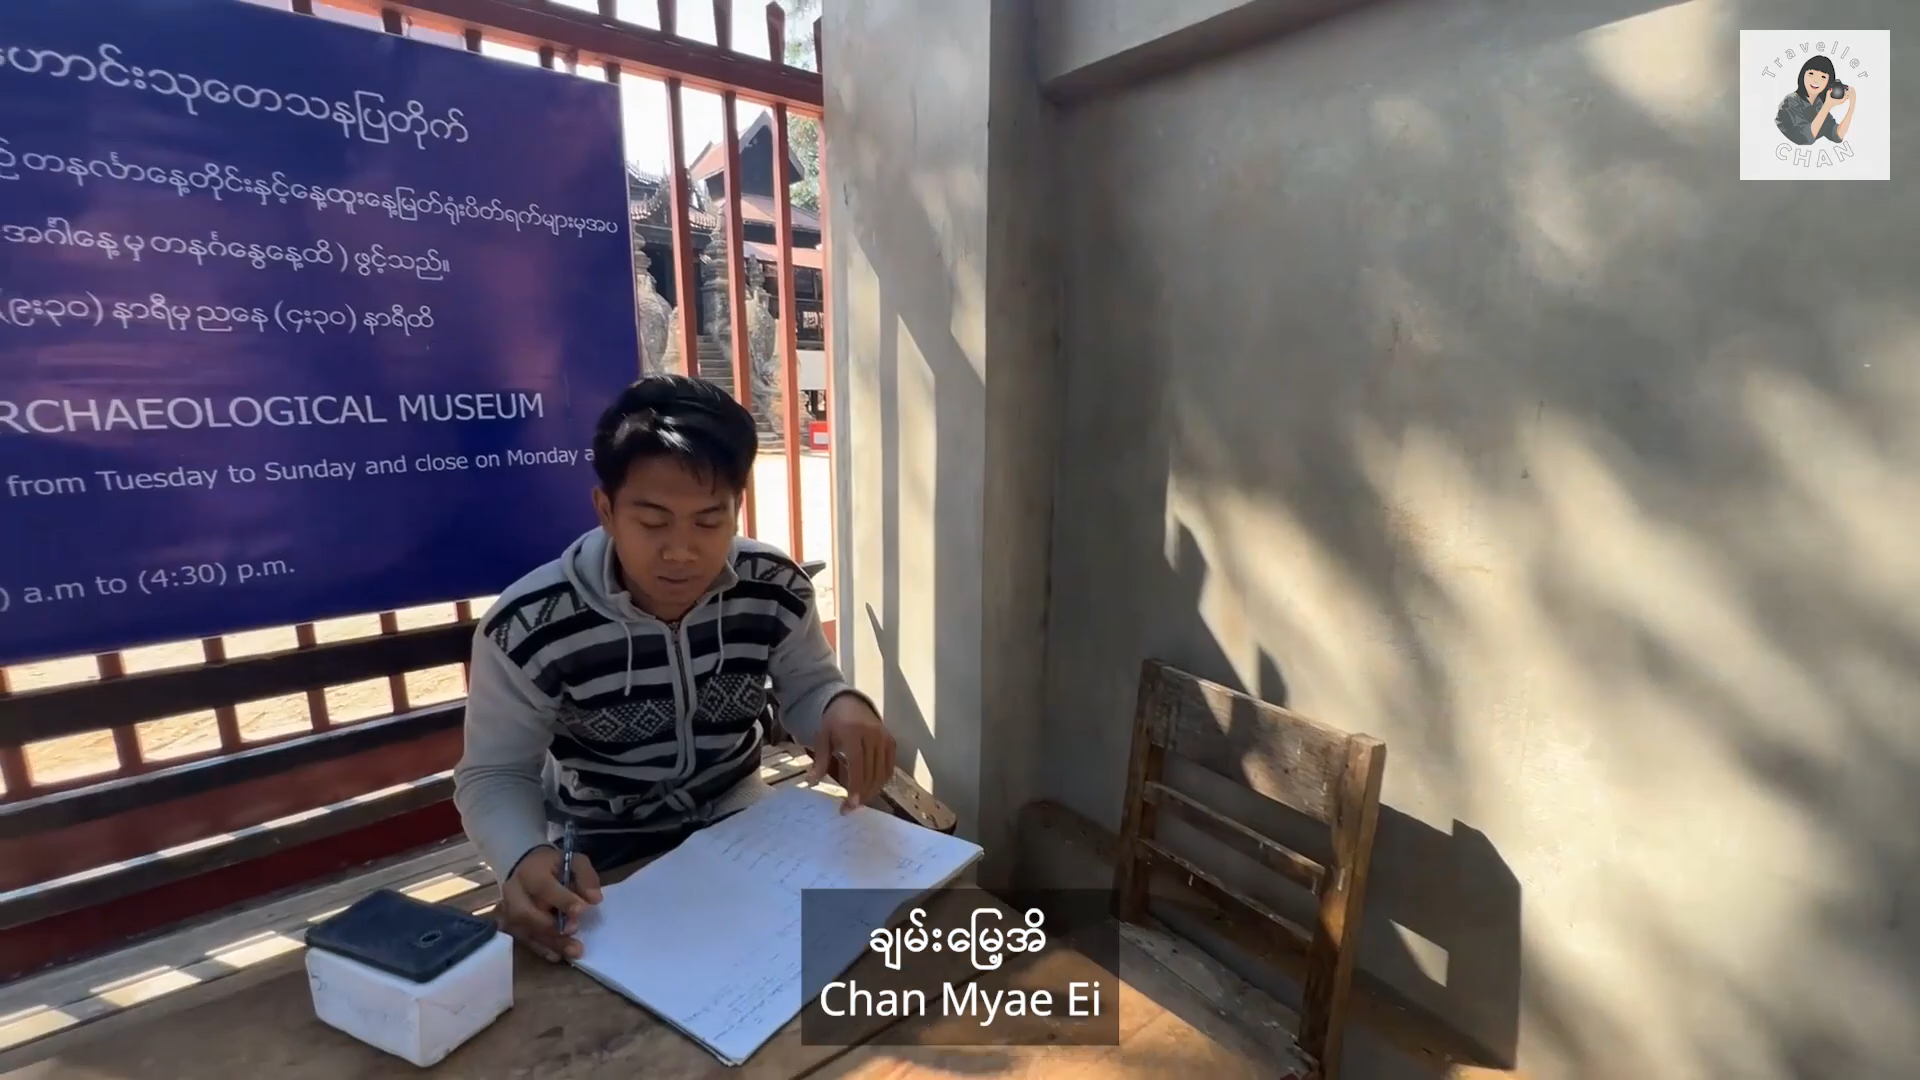 ဟောင်းသုတေသနပြတိုက်
တနင်္လာနေ့တိုင်းနှင့်နေ့ထူးနေ့မြတ်ရုံးပိတ်ရက်များမှအပ
အင်္ဂါနေ့မှ တနင်္ဂနွေနေ့ထိ) ဖွင့်သည်။
(၉း၃၀) နာရီမှ ညနေ (၄း၃၀) နာရီထိ
RCHAEOLOGICAL MUSEUM
from Tuesday to Sunday and close on Monday a
) a.m to (4:30) p.m.
Traveller
CHAN
ချမ်းမြေ့အိ
Chan Myae Ei